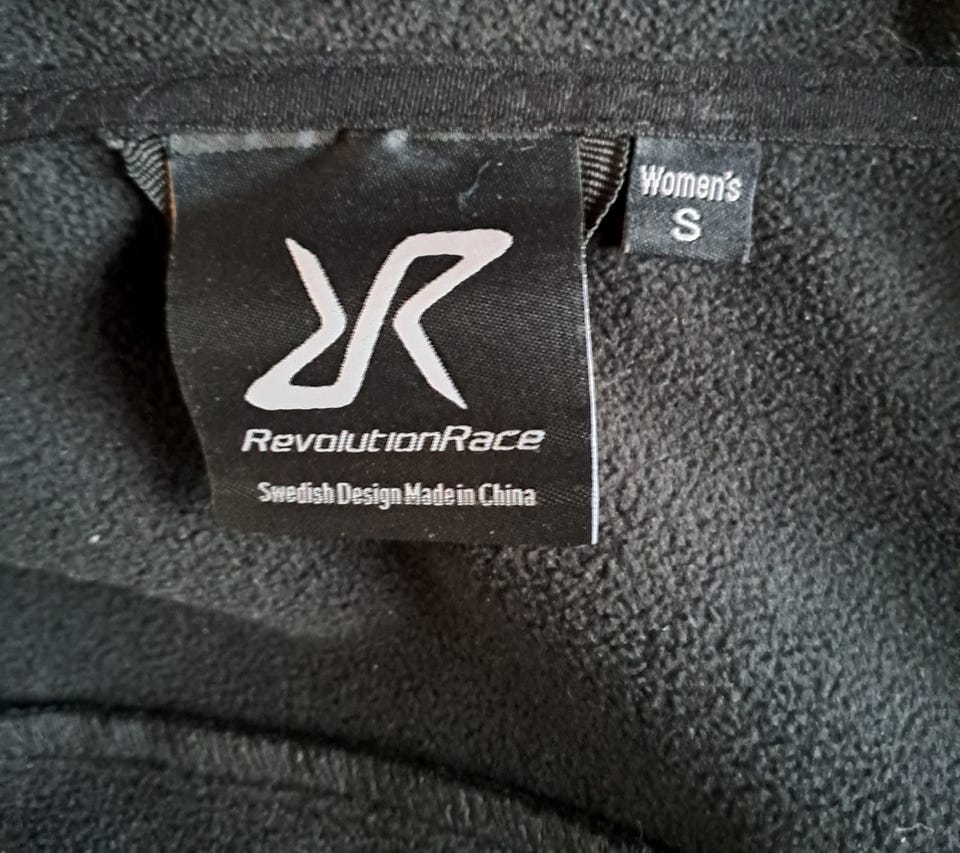 Women's
S
RevolutionRace
Swedish Design Made in China